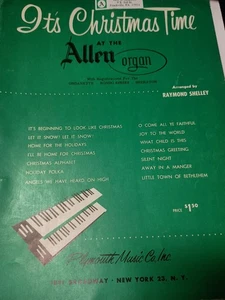 It's Christmas Time
AT THE
Allen organ
Arranged by
RAYMOND SHELLEY
IT'S BEGINNING TO LOOK LIKE CHRISTMAS
LET IT SNOW! LET IT SNOW!
HOME FOR THE HOLIDAYS
I'LL BE HOME FOR CHRISTMAS
CHRISTMAS ALPHABET
HOLIDAY POLKA
ANGELS WE HAVE HEARD ON HIGH
O COME ALL YE FAITHFUL
JOY TO THE WORLD
WHAT CHILD IS THIS
CHRISTMAS GREETING
SILENT NIGHT
AWAY IN A MANGER
LITTLE TOWN OF BETHLEHEM
PRICE $1.50
Plymouth Music Co. Inc.
BROADWAY · NEW YORK 23, N. Y.